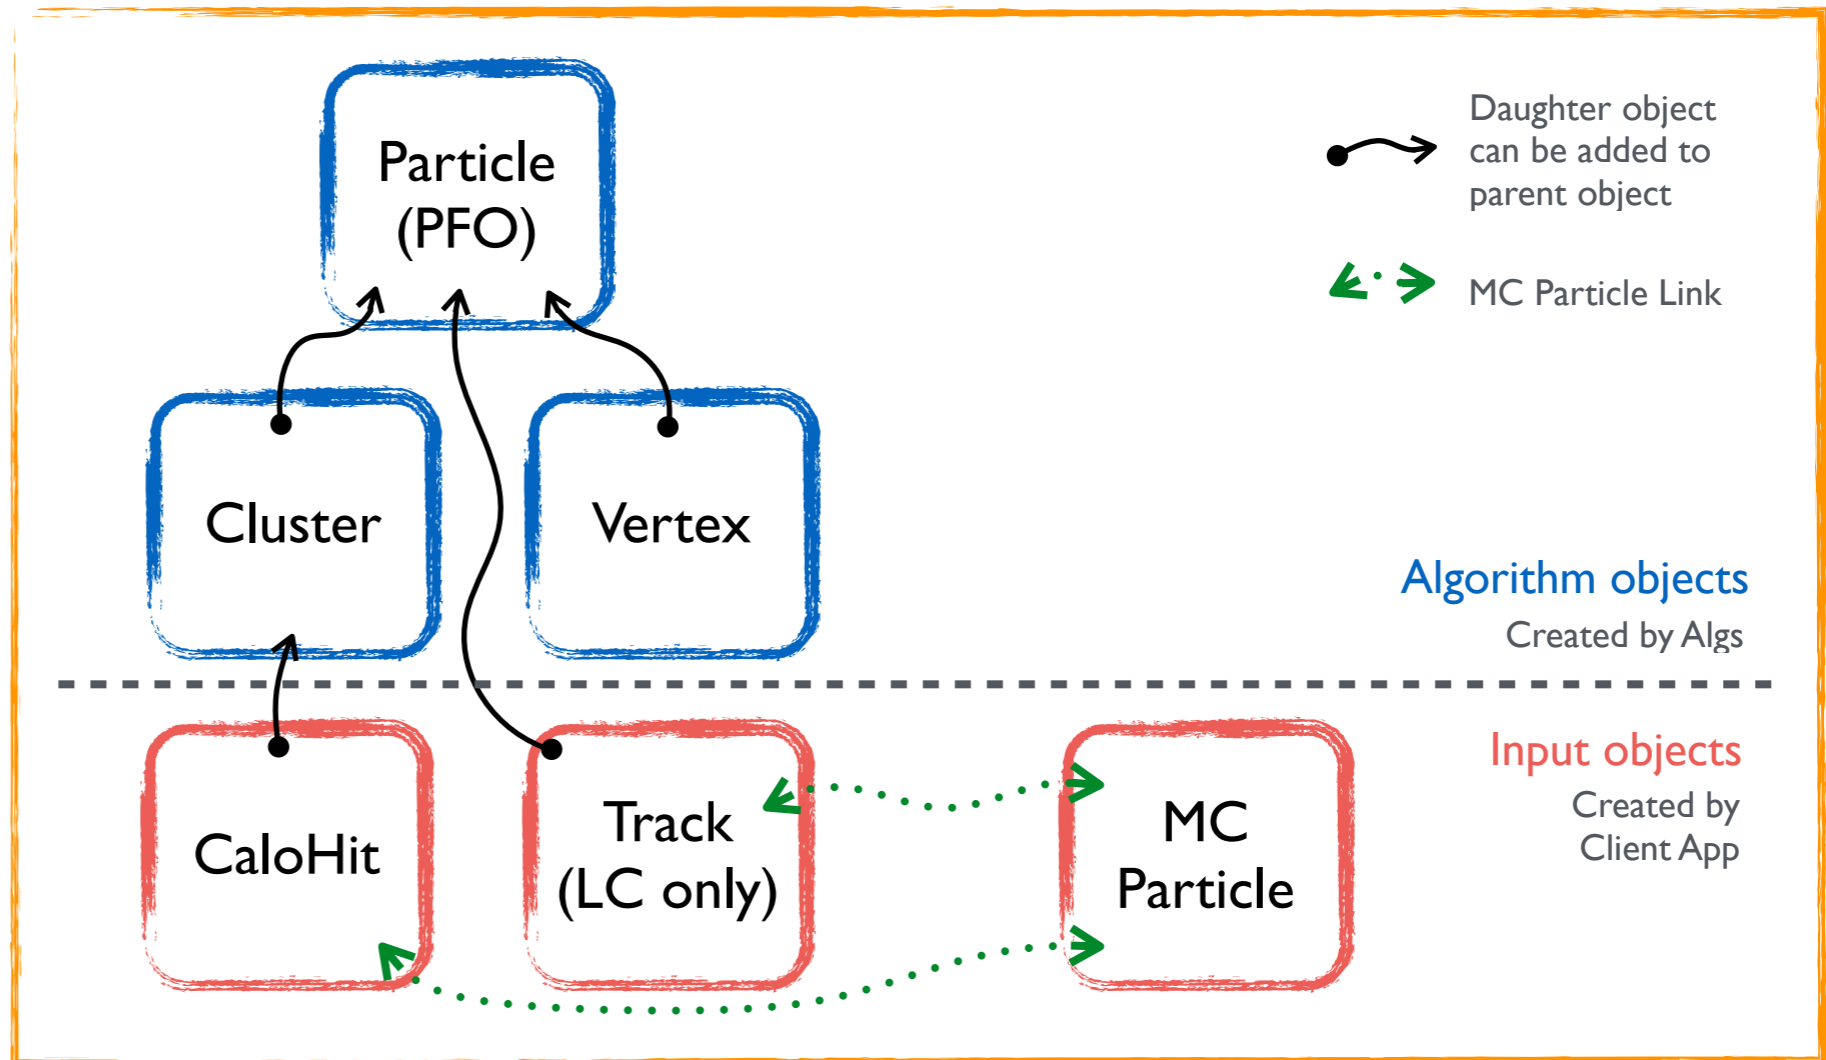 Particle
(PFO)
Daughter object
can be added to
parent object
MC Particle Link
Cluster
Vertex
Algorithm objects
Created by Algs
CaloHit
Track
(LC only)
MC
Particle
Input objects
Created by
Client App